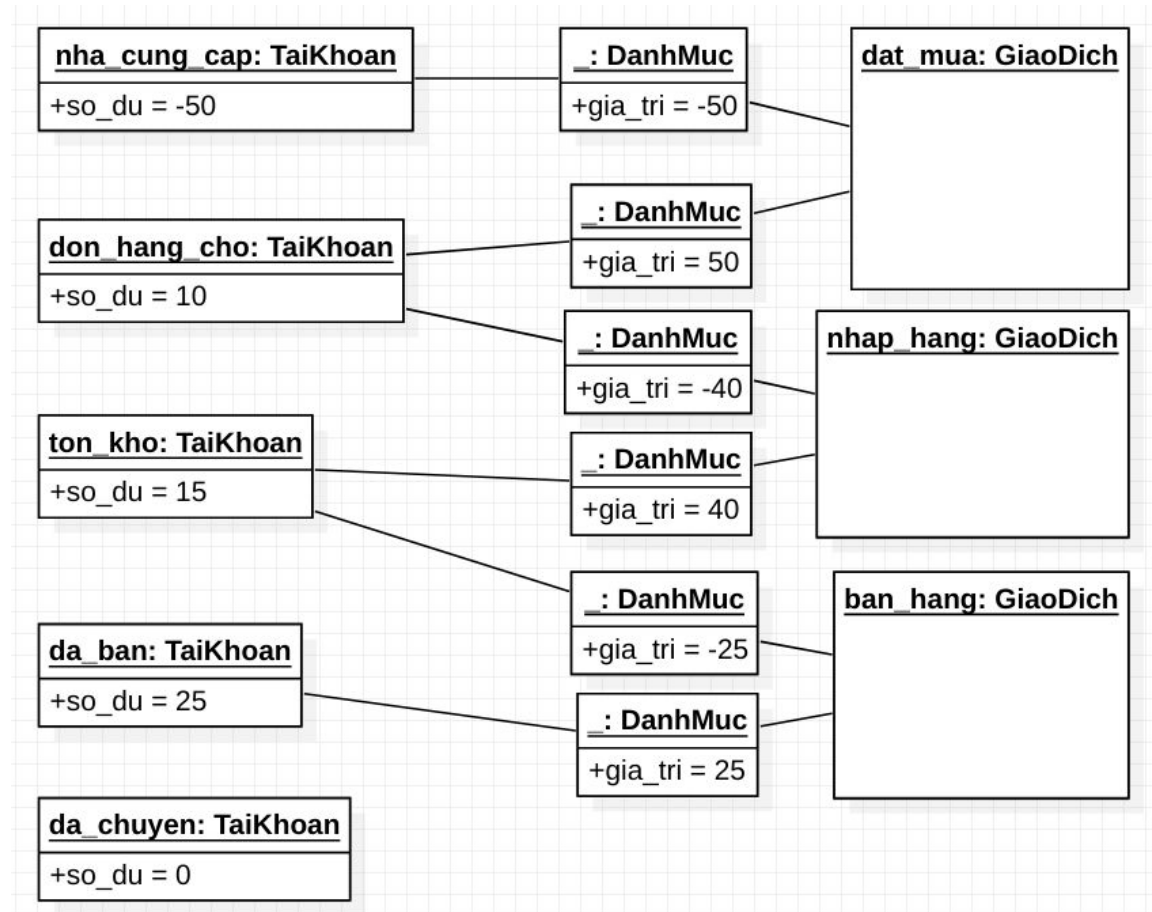 nha_cung_cap: TaiKhoan
+so_du = -50
_: DanhMuc
+gia_tri = -50
dat_mua: GiaoDich
_: DanhMuc
+gia_tri = 50
don_hang_cho: TaiKhoan
+so_du = 10
_: DanhMuc
+gia_tri = -40
nhap_hang: GiaoDich
ton_kho: TaiKhoan
+so_du = 15
_: DanhMuc
+gia_tri = 40
_: DanhMuc
+gia_tri = -25
ban_hang: GiaoDich
da_ban: TaiKhoan
+so_du = 25
_: DanhMuc
+gia_tri = 25
da_chuyen: TaiKhoan
+so_du = 0